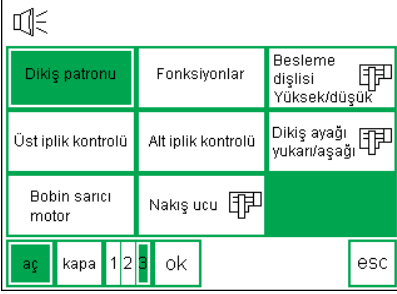 Dikiş patronu
Fonksiyonlar
Besleme
dişlisi
Yüksek/düşük
Üst iplik kontrolü
Alt iplik kontrolü
Dikiş ayağı
yukarı/aşağı
Bobin sarıcı
motor
Nakış ucu
aç
kapa
1 2 3
ok
esc